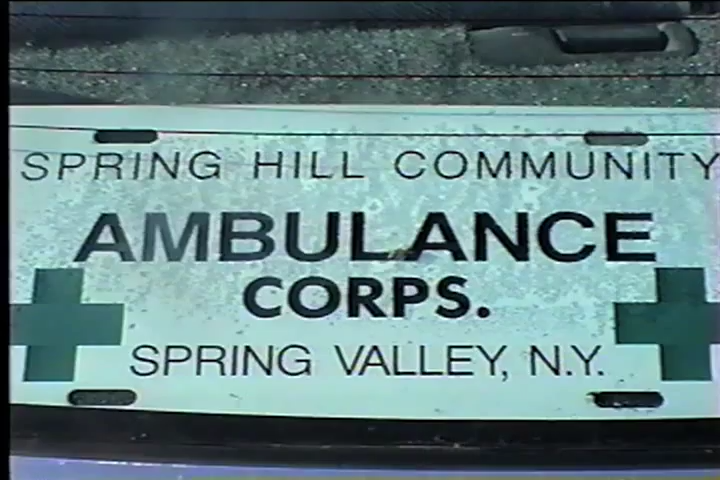 SPRING HILL COMMUNITY
AMBULANCE
CORPS.
SPRING VALLEY, N.Y.